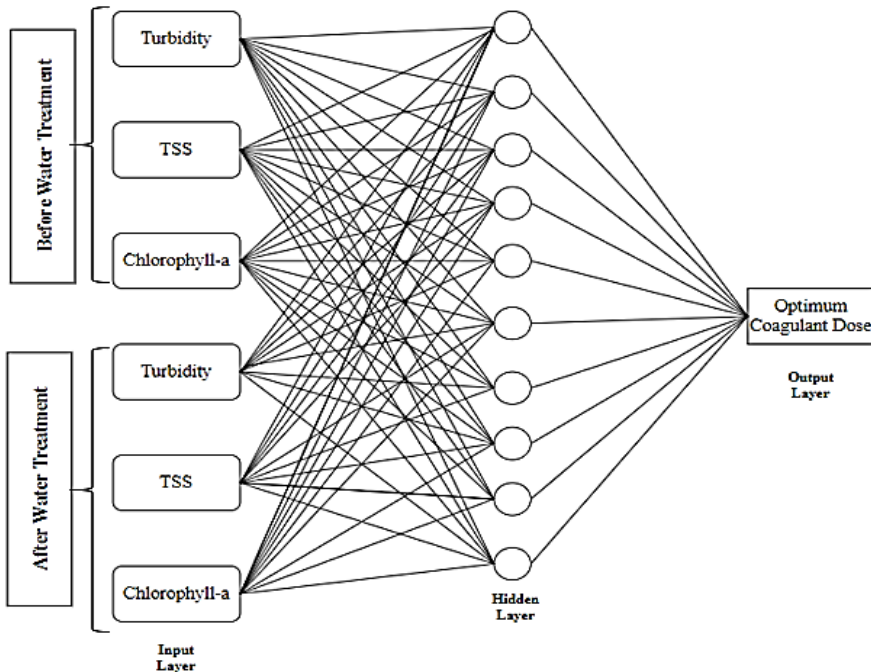 Before Water Treatment
Turbidity
TSS
Chlorophyll-a
After Water Treatment
Turbidity
TSS
Chlorophyll-a
Input
Layer
Hidden
Layer
Optimum
Coagulant Dose
Output
Layer